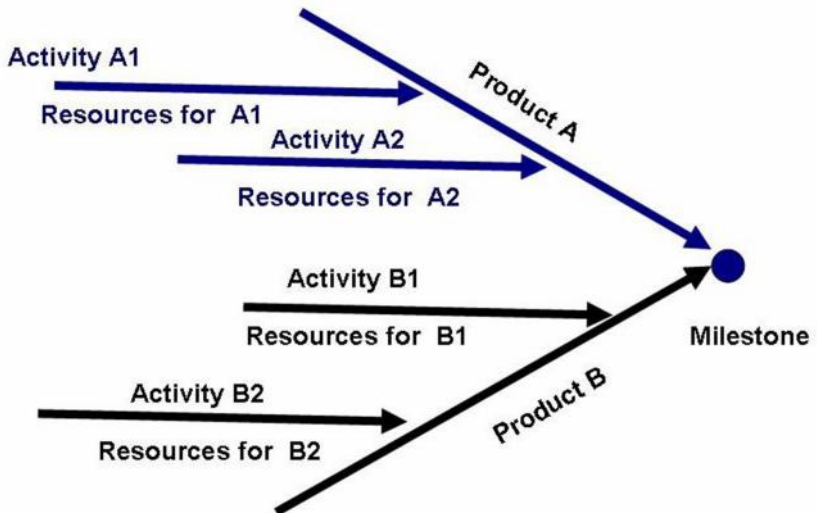 Activity A1
Product A
Resources for A1
Activity A2
Resources for A2
Activity B1
Resources for B1
Milestone
Activity B2
Product B
Resources for B2